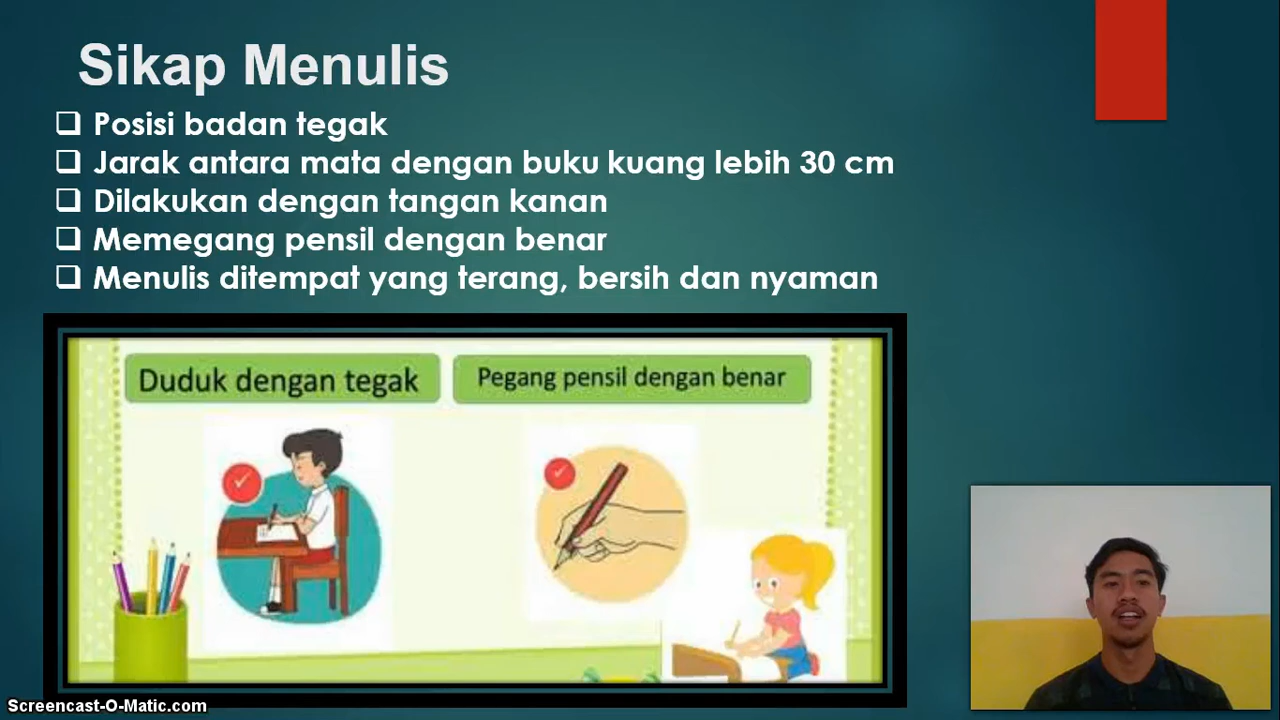 Sikap Menulis
Posisi badan tegak
Jarak antara mata dengan buku kuang lebih 30 cm
Dilakukan dengan tangan kanan
Memegang pensil dengan benar
Menulis ditempat yang terang, bersih dan nyaman
Duduk dengan tegak
Pegang pensil dengan benar
Screencast-O-Matic.com